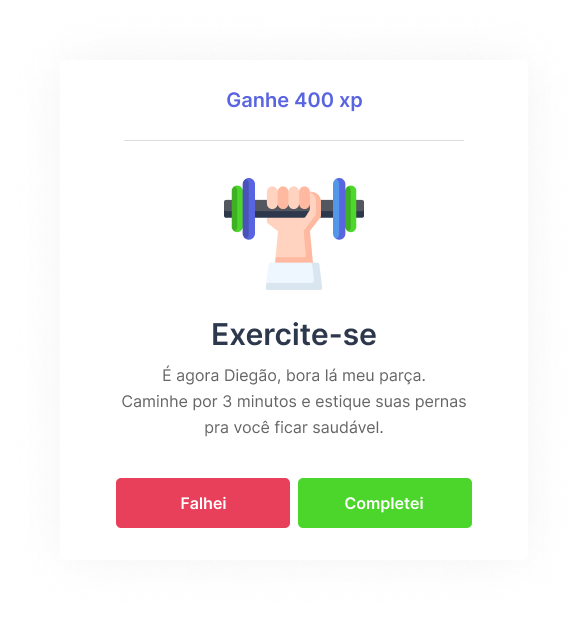 Ganhe 400 xp
Exercite-se
É agora Diegão, bora lá meu parça.
Caminhe por 3 minutos e estique suas pernas
pra você ficar saudável.
Falhei
Completei